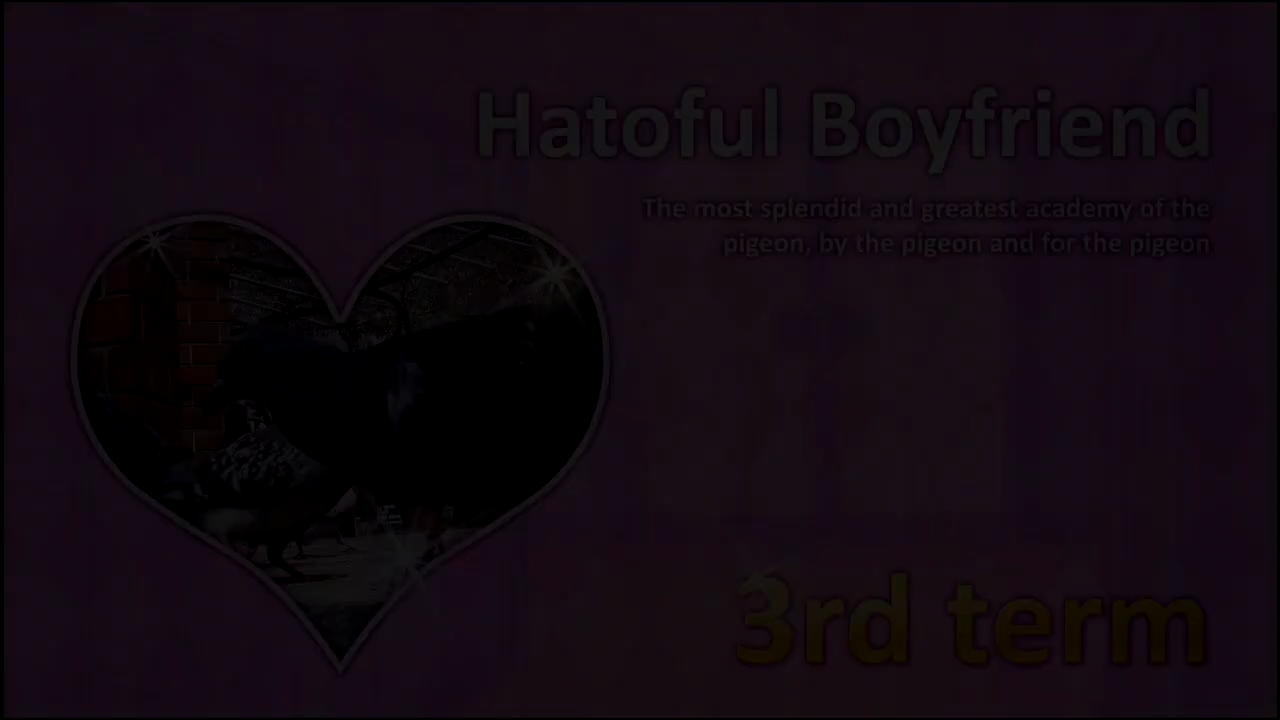 Hatoful Boyfriend
The most splendid and greatest academy of the
pigeon, by the pigeon and for the pigeon
3rd term